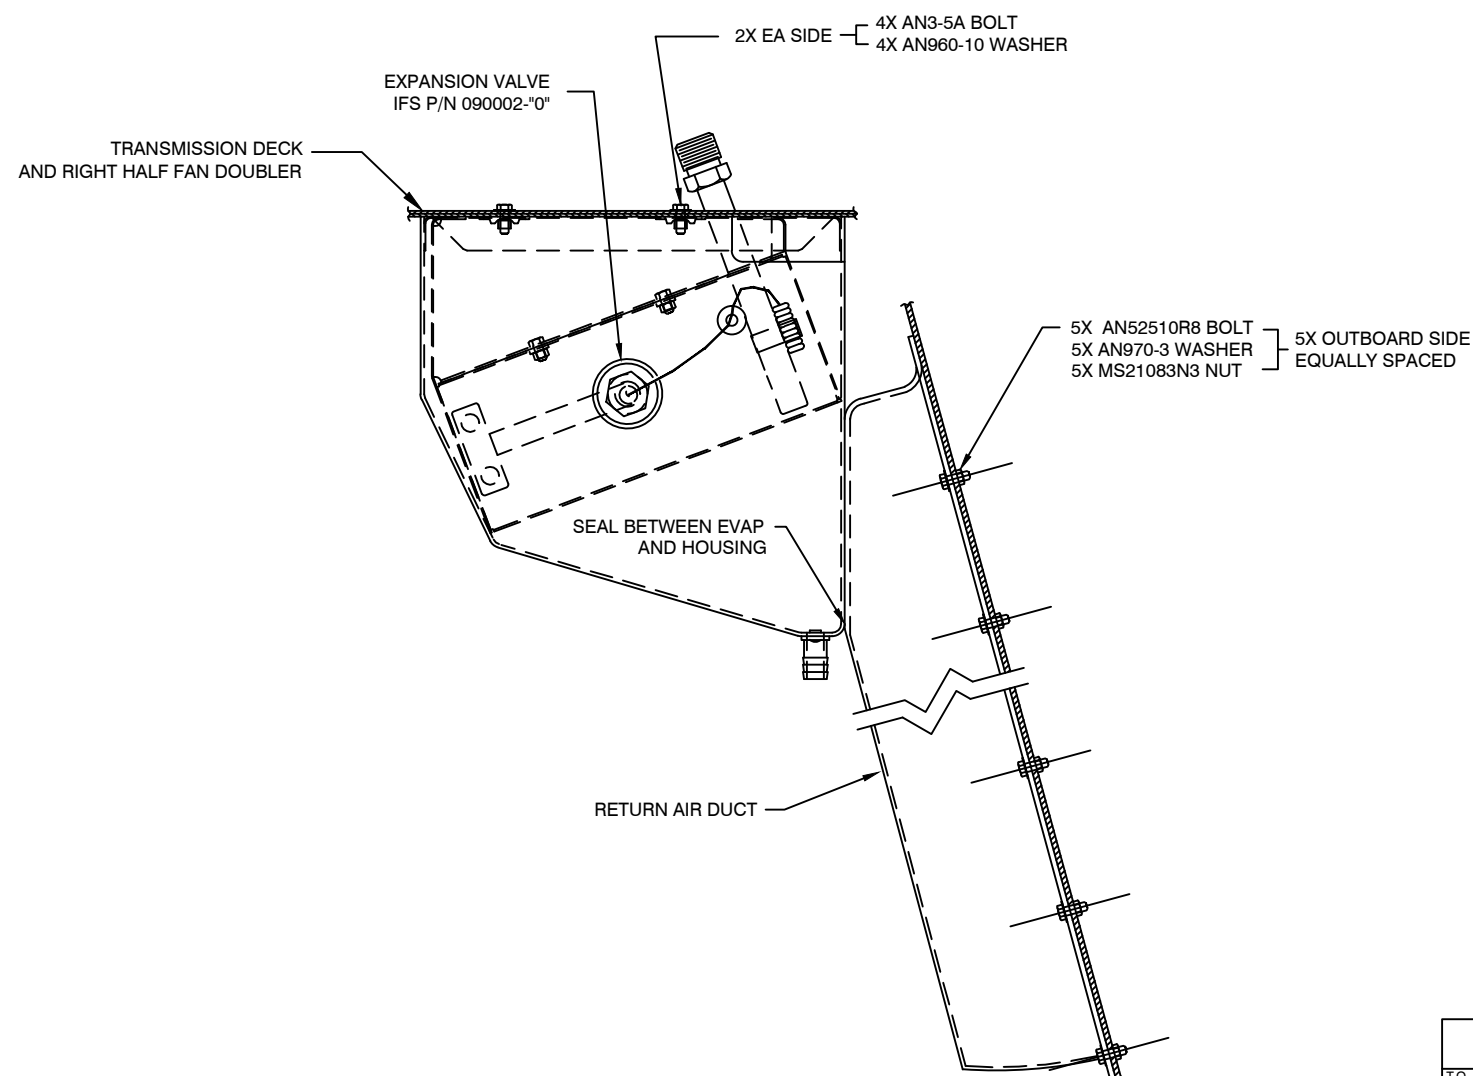 4X AN3-5A BOLT
2X EA SIDE
4X AN960-10 WASHER
EXPANSION VALVE
IFS P/N 090002-"0"
TRANSMISSION DECK
AND RIGHT HALF FAN DOUBLER
5X AN52510R8 BOLT
5X AN970-3 WASHER
5X MS21083N3 NUT
5X OUTBOARD SIDE
EQUALLY SPACED
SEAL BETWEEN EVAP
AND HOUSING
RETURN AIR DUCT